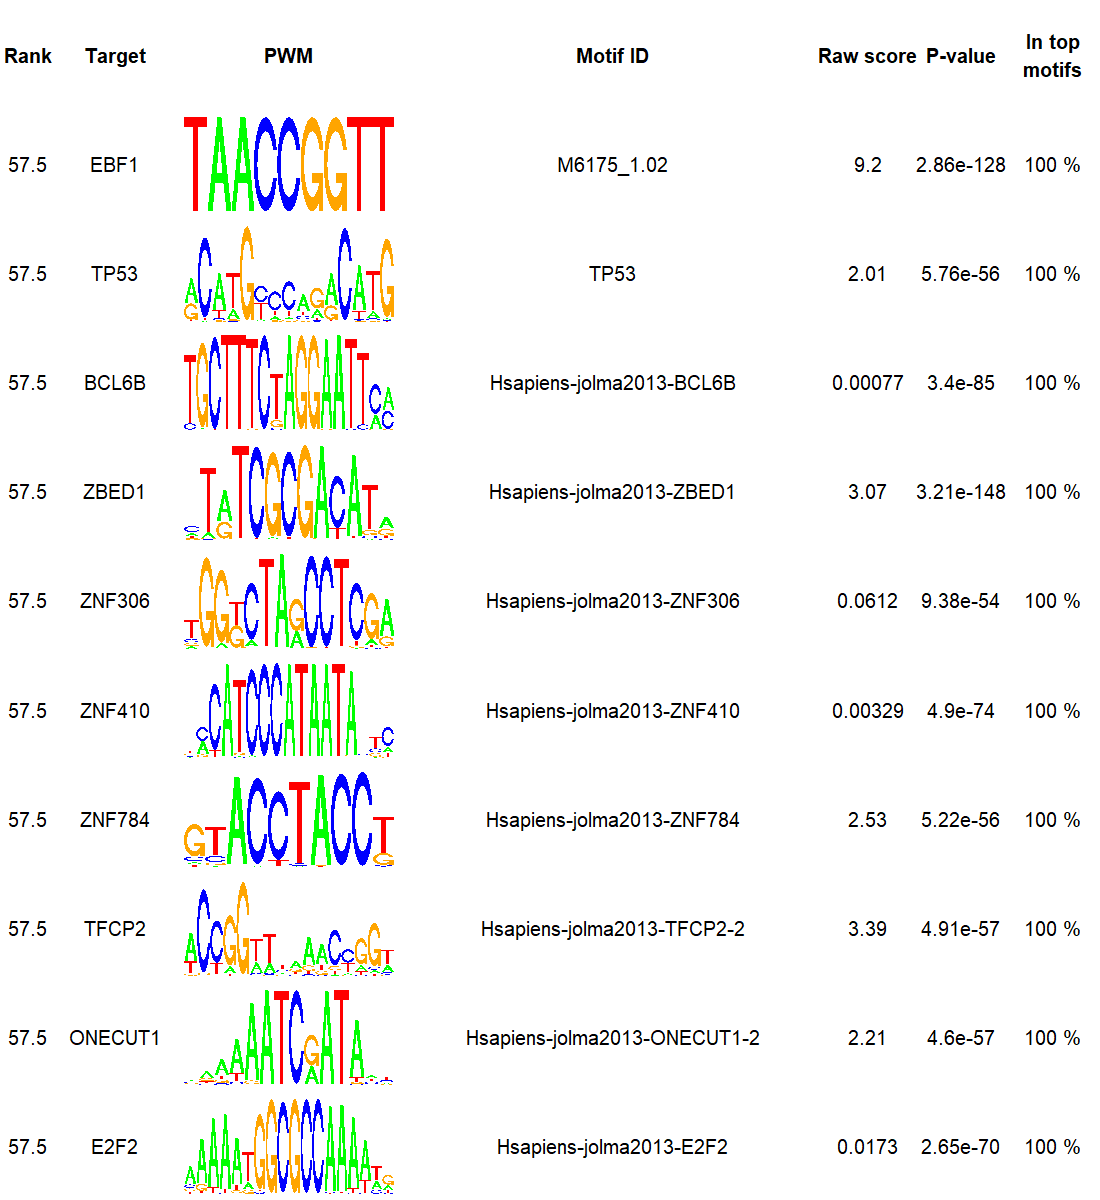 Rank Target PWM Motif ID Raw score P-value In top motifs
57.5 EBF1 TAACCGGTT M6175_1.02 9.2 2.86e-128 100 %
57.5 TP53 TP53 2.01 5.76e-56 100 %
57.5 BCL6B Hsapiens-jolma2013-BCL6B 0.00077 3.4e-85 100 %
57.5 ZBED1 Hsapiens-jolma2013-ZBED1 3.07 3.21e-148 100 %
57.5 ZNF306 Hsapiens-jolma2013-ZNF306 0.0612 9.38e-54 100 %
57.5 ZNF410 Hsapiens-jolma2013-ZNF410 0.00329 4.9e-74 100 %
57.5 ZNF784 Hsapiens-jolma2013-ZNF784 2.53 5.22e-56 100 %
57.5 TFCP2 Hsapiens-jolma2013-TFCP2-2 3.39 4.91e-57 100 %
57.5 ONECUT1 Hsapiens-jolma2013-ONECUT1-2 2.21 4.6e-57 100 %
57.5 E2F2 Hsapiens-jolma2013-E2F2 0.0173 2.65e-70 100 %